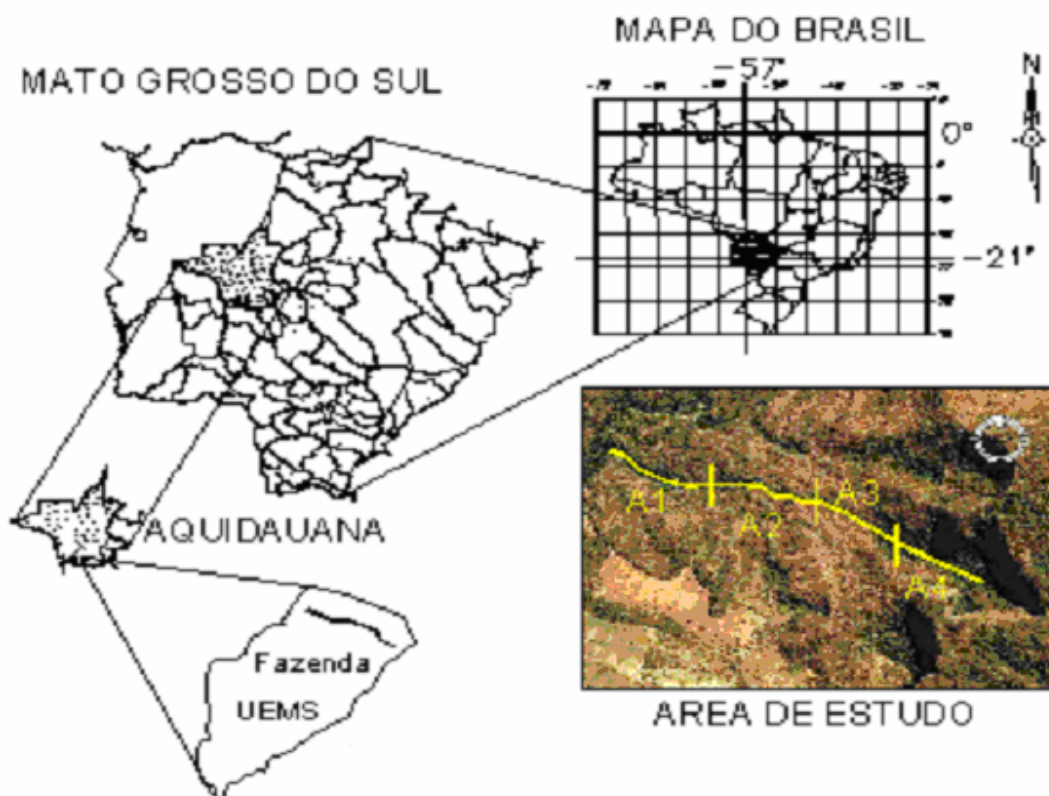 MAPA DO BRASIL
MATO GROSSO DO SUL
-57°
N
0°
-21°
A1
A2
A3
A4
AQUIDAUANA
Fazenda
UEMS
AREA DE ESTUDO